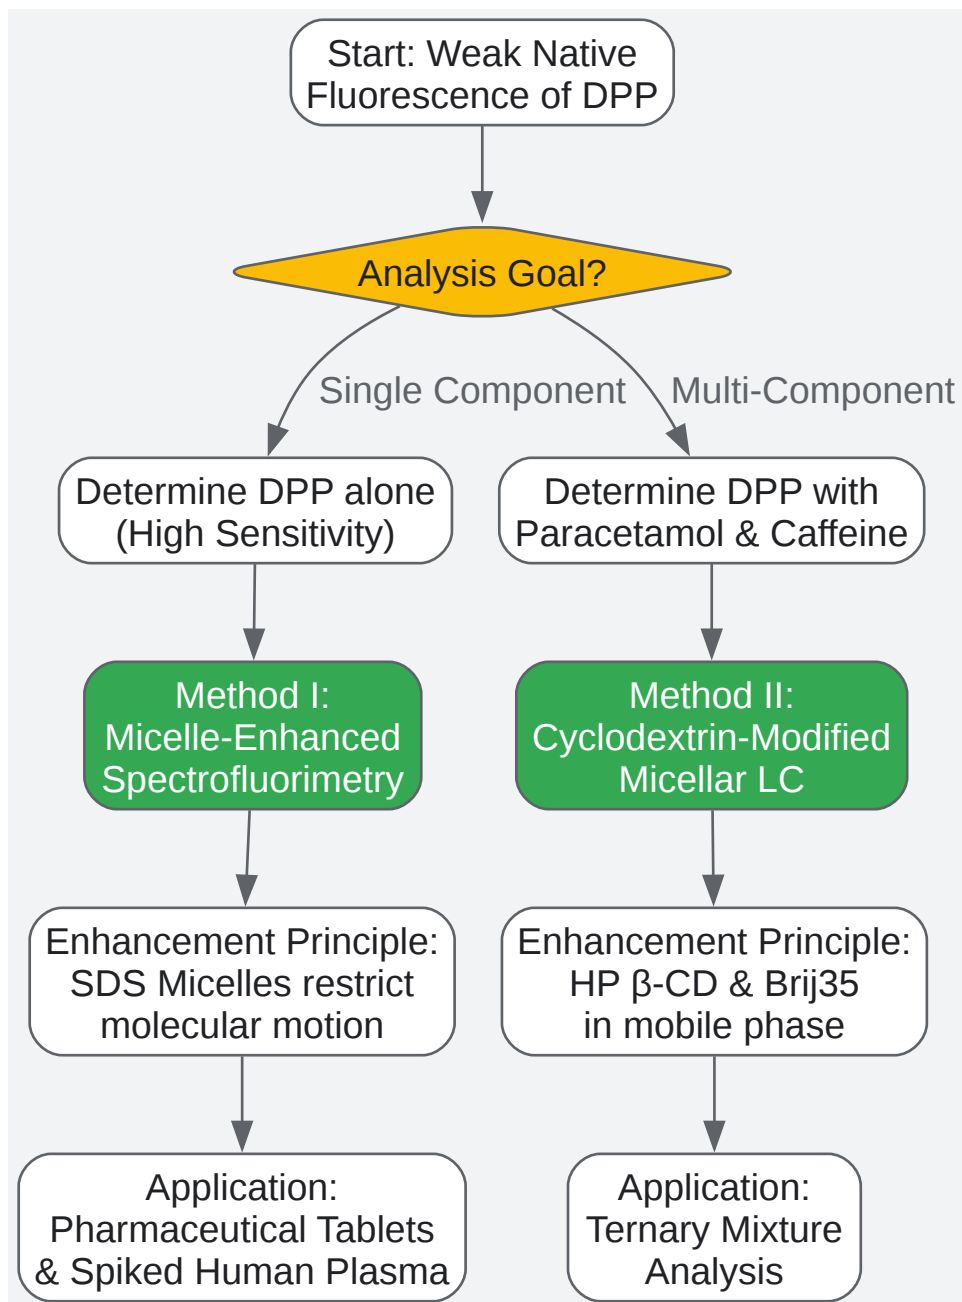 Start: Weak Native
Fluorescence of DPP
Analysis Goal?
Single Component
Multi-Component
Determine DPP alone
(High Sensitivity)
Determine DPP with
Paracetamol & Caffeine
Method I:
Micelle-Enhanced
Spectrofluorimetry
Method II:
Cyclodextrin-Modified
Micellar LC
Enhancement Principle:
SDS Micelles restrict
molecular motion
Enhancement Principle:
HP β-CD & Brij35
in mobile phase
Application:
Pharmaceutical Tablets
& Spiked Human Plasma
Application:
Ternary Mixture
Analysis